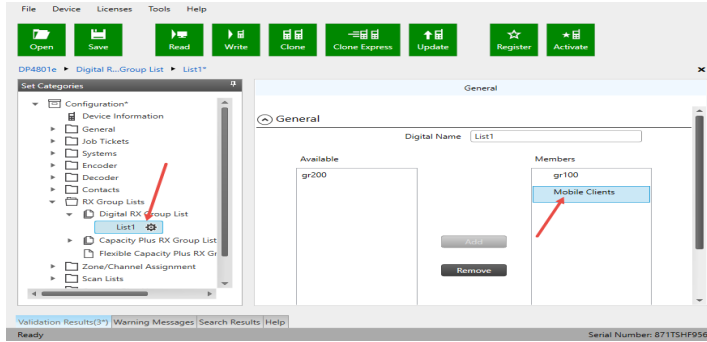 File Device Licenses Tools Help
Open Save Read Write Clone Clone Express Update Register Activate
DP4801e Digital R...Group List List1*
Set Categories
Configuration*
Device Information
General
Job Tickets
Systems
Encoder
Decoder
Contacts
RX Group Lists
Digital RX Group List
List1
Capacity Plus RX Group List
Flexible Capacity Plus RX Gr
Zone/Channel Assignment
Scan Lists
General
General
Digital Name List1
Available Members
gr200 gr100
Mobile Clients
Add
Remove
Validation Results(3*) Warning Messages Search Results Help
Ready Serial Number: 871TSHF956